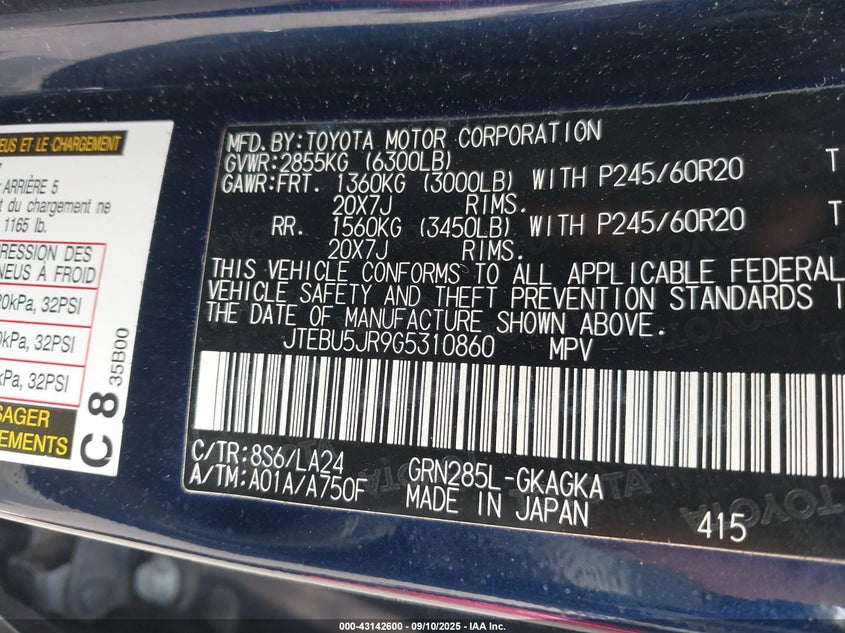 EUS ET LE CHARGEMENT
ARRIÈRE 5
t du chargement ne
1165 lb.
PRESSION DES
NEUS À FROID
20kPa, 32PSI
0kPa, 32PSI
kPa, 32PSI
SAGER
EMENTS
C 8 35B00
MFD. BY:TOYOTA MOTOR CORPORATION
GVWR:2855KG (6300LB)
GAWR:FRT. 1360KG (3000LB) WITH P245/60R20 T
20X7J RIMS.
RR. 1560KG (3450LB) WITH P245/60R20 T
20X7J RIMS.
THIS VEHICLE CONFORMS TO ALL APPLICABLE FEDERAL
VEHICLE SAFETY AND THEFT PREVENTION STANDARDS I
THE DATE OF MANUFACTURE SHOWN ABOVE.
JTEBU5JR9G5310860 MPV
C/TR:8S6/LA24 GRN285L-GKAGKA
A/TM:A01A/A750F MADE IN JAPAN
415
000-43142600 - 09/10/2025 - IAA Inc.